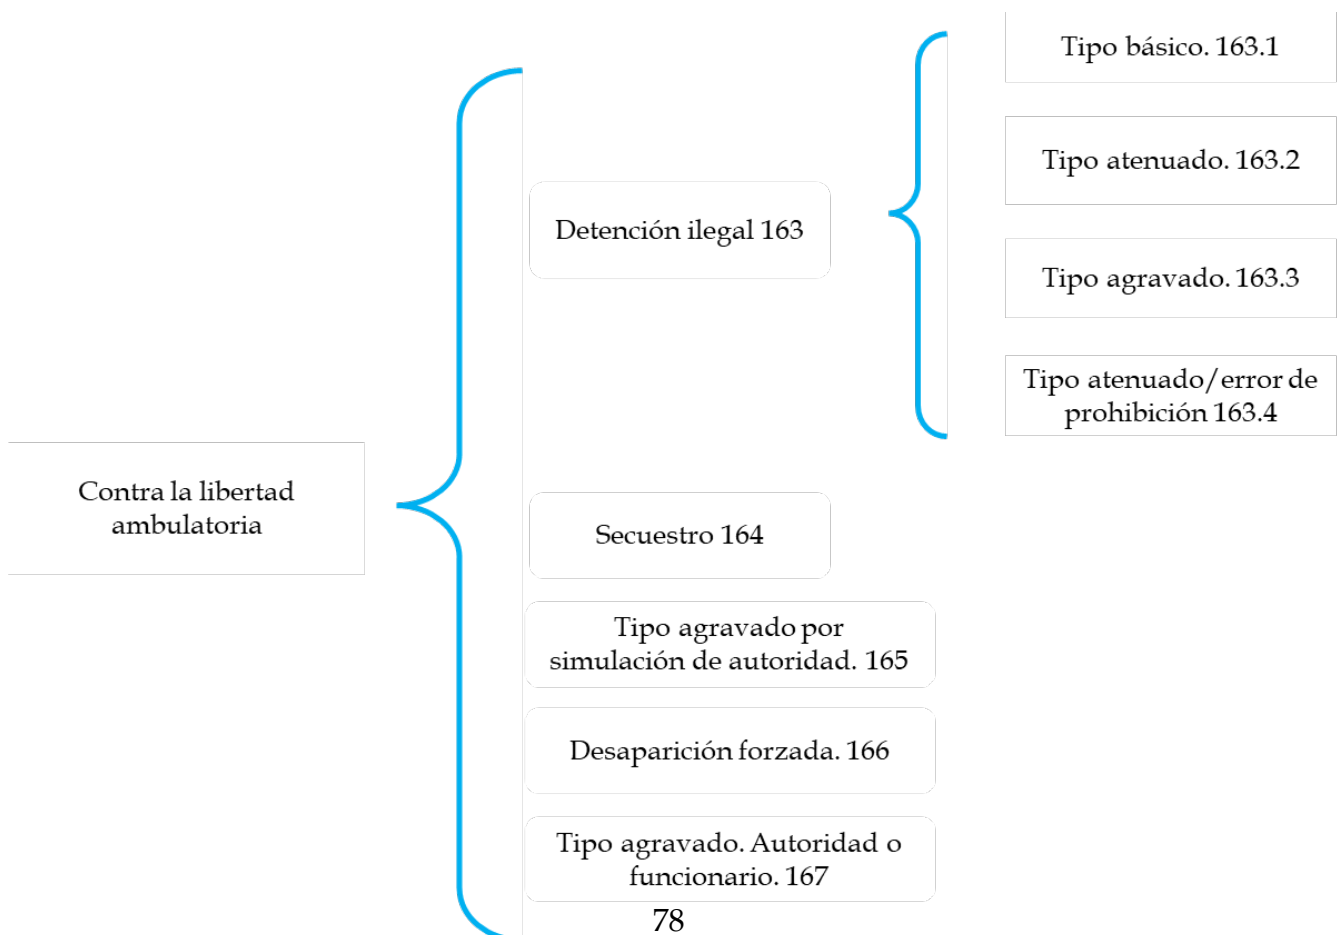 Tipo básico. 163.1
Tipo atenuado. 163.2
Detención ilegal 163
Tipo agravado. 163.3
Tipo atenuado/error de
prohibición 163.4
Contra la libertad
ambulatoria
Secuestro 164
Tipo agravado por
simulación de autoridad. 165
Desaparición forzada. 166
Tipo agravado. Autoridad o
funcionario. 167
78